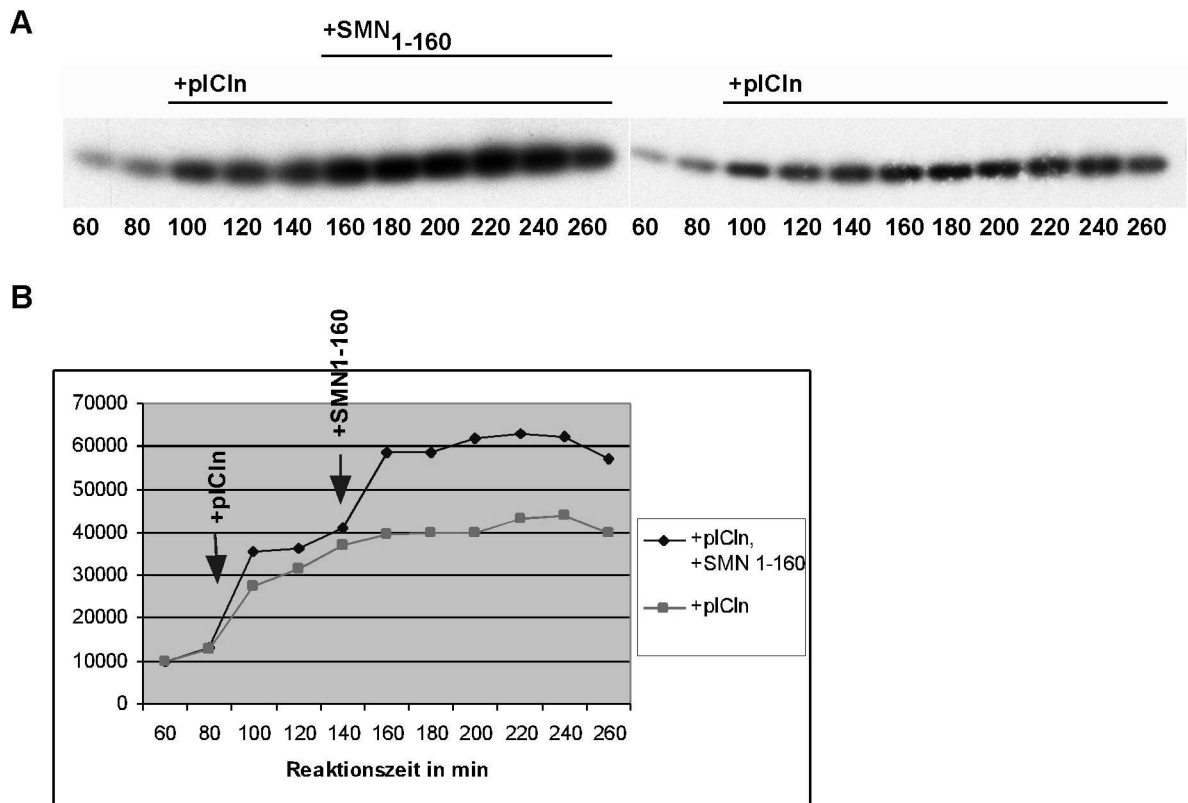 A
+SMN1-160
+pICln
+pICln
60 80 100 120 140 160 180 200 220 240 260
60 80 100 120 140 160 180 200 220 240 260
B
+pICln
+SMN1-160
70000
60000
50000
40000
30000
20000
10000
0
60 80 100 120 140 160 180 200 220 240 260
Reaktionszeit in min
+pICln,
+SMN 1-160
+pICln